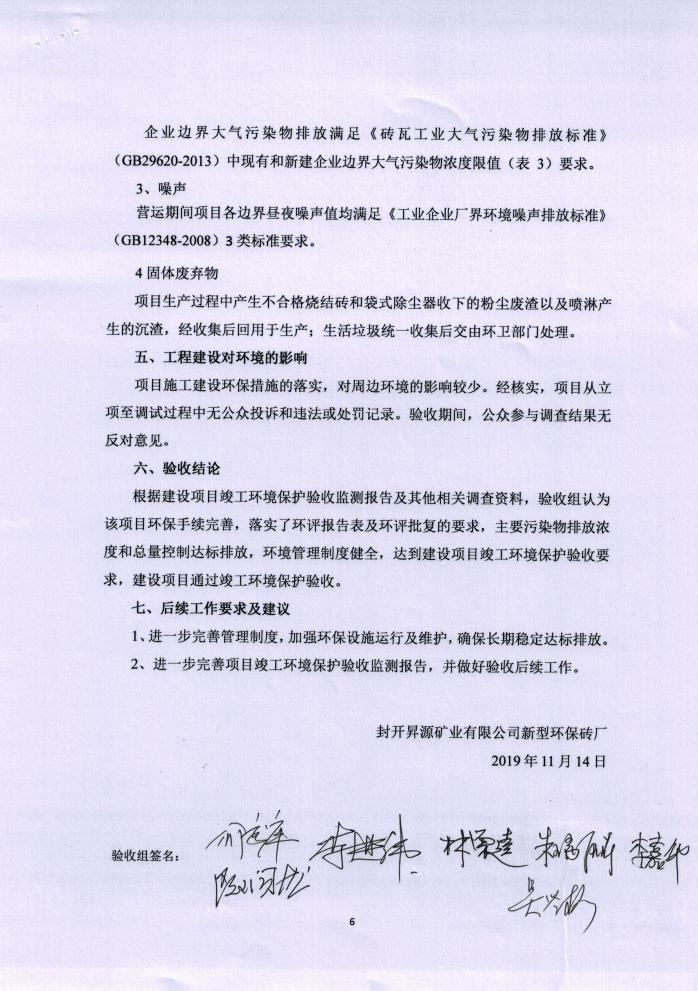 企业边界大气污染物排放满足《砖瓦工业大气污染物排放标准》
（GB29620-2013）中现有和新建企业边界大气污染物浓度限值（表 3）要求。
3、噪声
营运期间项目各边界昼夜噪声值均满足《工业企业厂界环境噪声排放标准》
（GB12348-2008）3 类标准要求。
4 固体废弃物
项目生产过程中产生不合格烧结砖和袋式除尘器收下的粉尘废渣以及喷淋产
生的沉渣，经收集后回用于生产；生活垃圾统一收集后交由环卫部门处理。
五、工程建设对环境的影响
项目施工建设环保措施的落实，对周边环境的影响较少。经核实，项目从立
项至调试过程中无公众投诉和违法或处罚记录。验收期间，公众参与调查结果无
反对意见。
六、验收结论
根据建设项目竣工环境保护验收监测报告及其他相关调查资料，验收组认为
该项目环保手续完善，落实了环评报告表及环评批复的要求，主要污染物排放浓
度和总量控制达标排放，环境管理制度健全，达到建设项目竣工环境保护验收要
求，建设项目通过竣工环境保护验收。
七、后续工作要求及建议
1、进一步完善管理制度，加强环保设施运行及维护，确保长期稳定达标排放。
2、进一步完善项目竣工环境保护验收监测报告，并做好验收后续工作。
封开昇源矿业有限公司新型环保砖厂
2019 年 11 月 14 日
验收组签名：
6